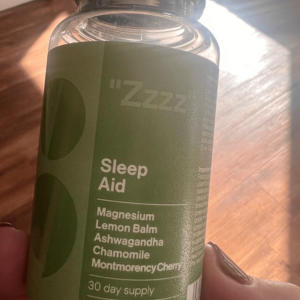 "Zzzz
Sleep
Aid
Magnesium
Lemon Balm
Ashwagandha
Chamomile
Montmorency Cherry
30 day supply